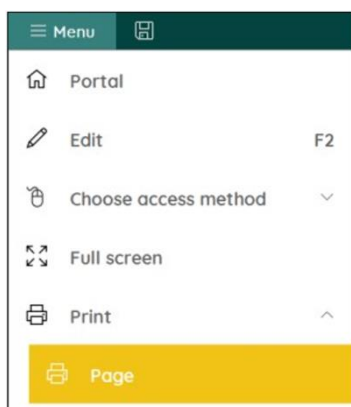 Menu
Portal
Edit F2
Choose access method
Full screen
Print
Page